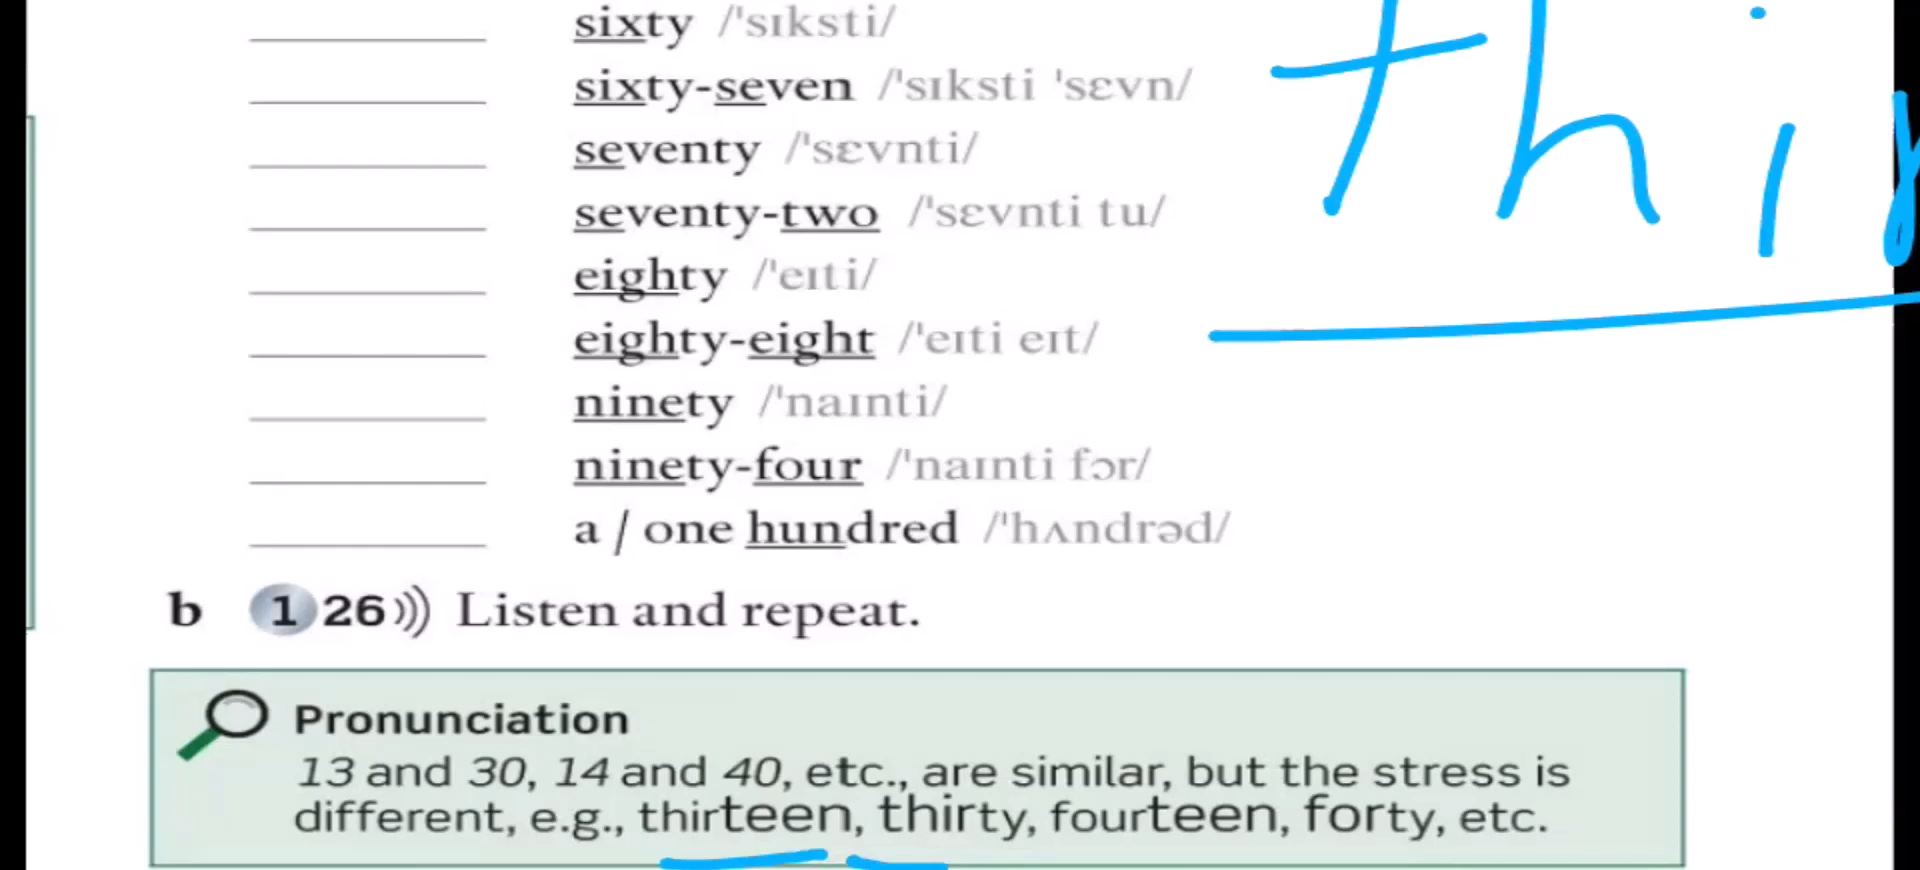 sixty /ˈsɪksti/
sixty-seven /ˈsɪksti ˈsɛvn/
seventy /ˈsɛvnti/
seventy-two /ˈsɛvnti tu/
eighty /ˈeɪti/
eighty-eight /ˈeɪti eɪt/
ninety /ˈnaɪnti/
ninety-four /ˈnaɪnti fɔr/
a / one hundred /ˈhʌndrəd/
b 1 26))) Listen and repeat.
Pronunciation
13 and 30, 14 and 40, etc., are similar, but the stress is
different, e.g., thirteen, thirty, fourteen, forty, etc.